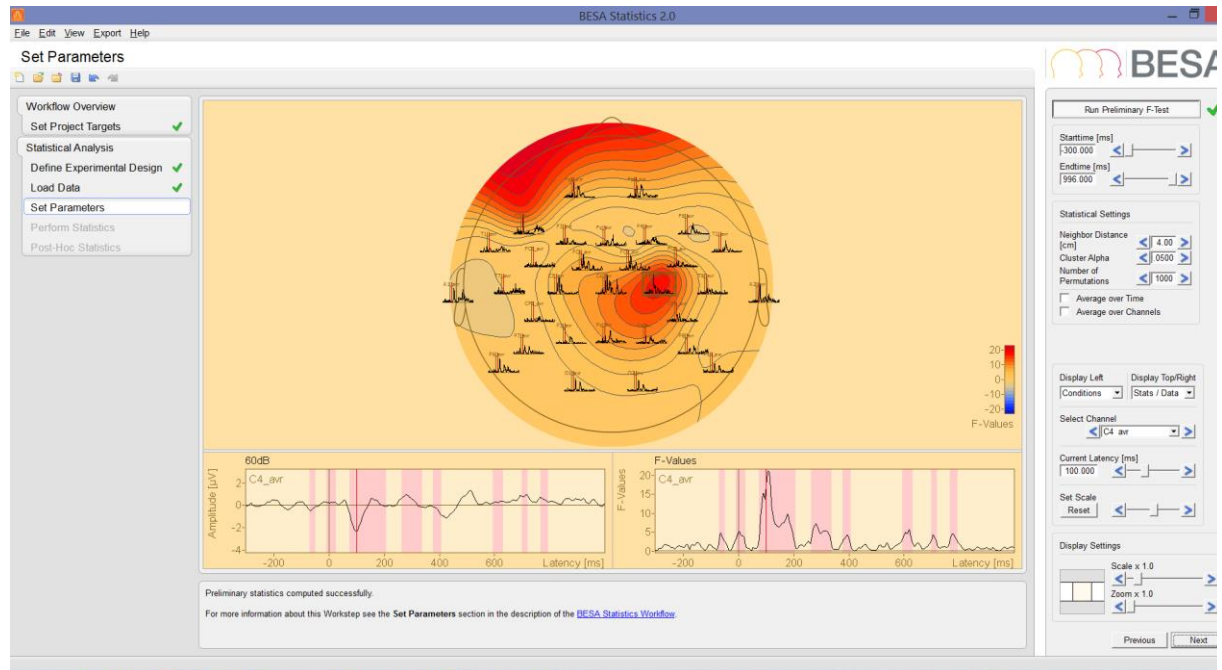 BESA Statistics 2.0
File Edit View Export Help
Set Parameters
BESA
Workflow Overview
Set Project Targets
Statistical Analysis
Define Experimental Design
Load Data
Set Parameters
Perform Statistics
Post-Hoc Statistics
20
10
0
-10
-20
F-Values
60dB
C4_avr
Amplitude [µV]
2
0
-2
-4
-200 0 200 400 600 Latency [ms]
F-Values
C4_avr
F-Values
20
15
10
5
0
-200 0 200 400 600 Latency [ms]
Preliminary statistics computed successfully.
For more information about this Workstep see the Set Parameters section in the description of the BESA Statistics Workflow.
Run Preliminary F-Test
Starttime [ms]
-300.000
Endtime [ms]
996.000
Statistical Settings
Neighbor Distance
[cm]
4.00
Cluster Alpha
.0500
Number of
Permutations
1000
Average over Time
Average over Channels
Display Left Display Top/Right
Conditions Stats / Data
Select Channel
C4 avr
Current Latency [ms]
100.000
Set Scale
Reset
Display Settings
Scale x 1.0
Zoom x 1.0
Previous Next